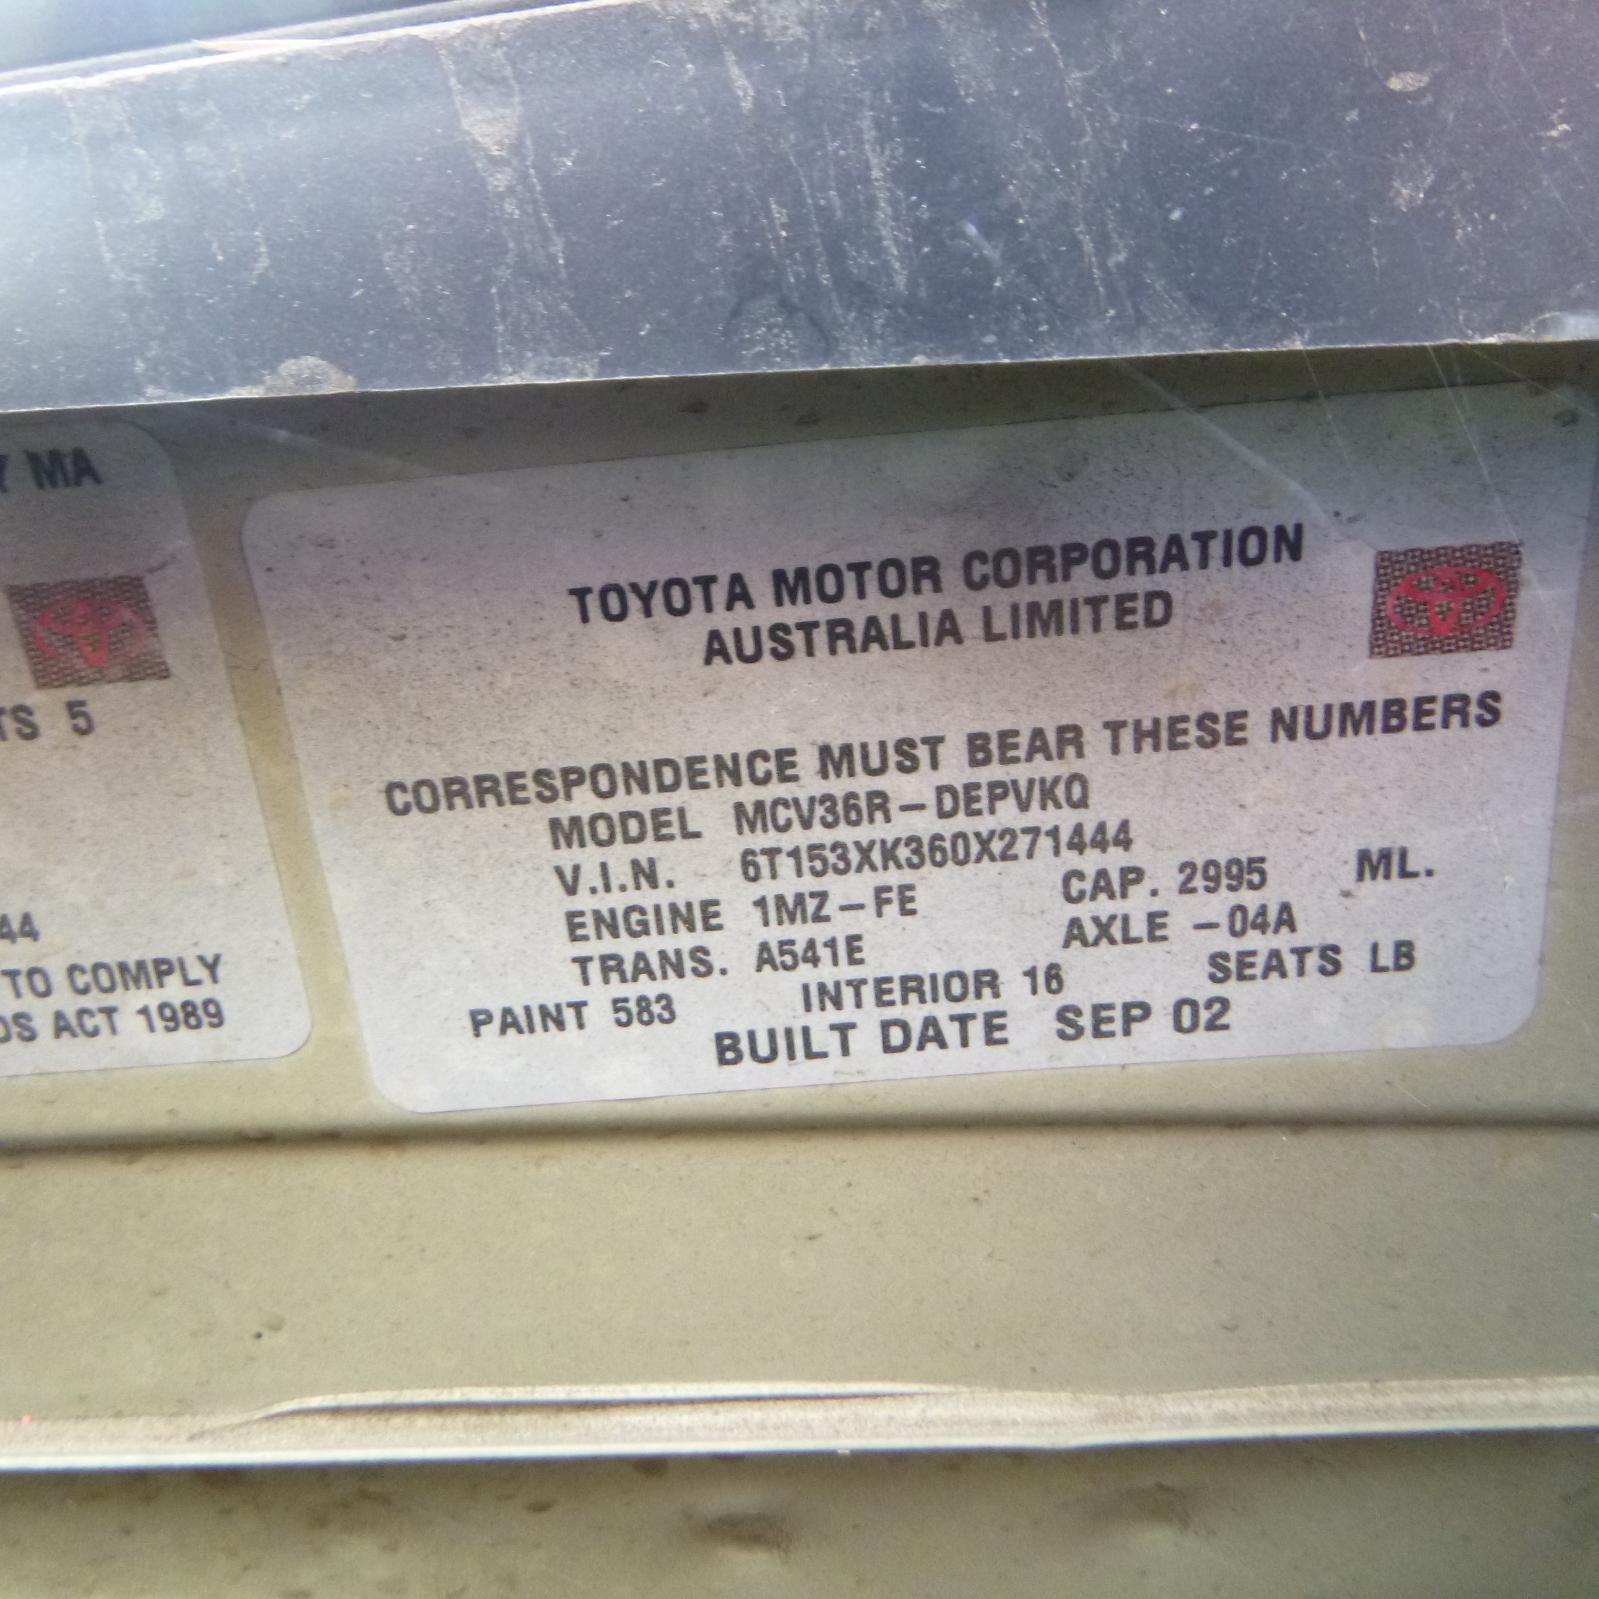 Y MA
TS 5
44
TO COMPLY
DS ACT 1989
TOYOTA MOTOR CORPORATION
AUSTRALIA LIMITED
CORRESPONDENCE MUST BEAR THESE NUMBERS
MODEL MCV36R-DEPVKQ
V.I.N. 6T153XK360X271444
ENGINE 1MZ-FE CAP. 2995 ML.
TRANS. A541E AXLE -04A
PAINT 583 INTERIOR 16 SEATS LB
BUILT DATE SEP 02